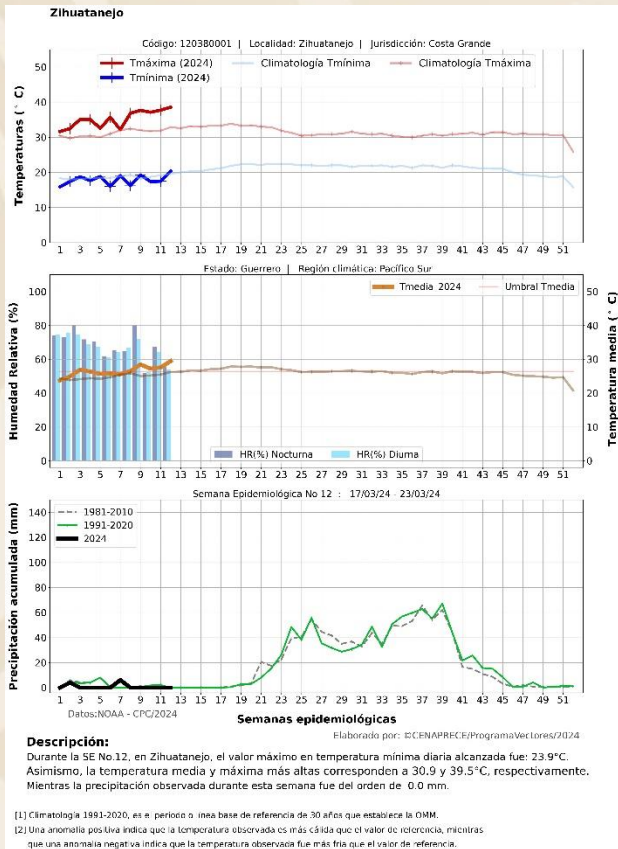 Zihuatanejo
Código: 120380001 | Localidad: Zihuatanejo | Jurisdicción: Costa Grande
Tmáxima (2024)
Climatología Tmínima
Climatología Tmáxima
Tmínima (2024)
Temperaturas (° C)
50
40
30
20
10
0
1 3 5 7 9 11 13 15 17 19 21 23 25 27 29 31 33 35 37 39 41 43 45 47 49 51
Estado: Guerrero | Región climática: Pacífico Sur
Tmedia 2024
Umbral Tmedia
Humedad Relativa (%)
100
80
60
40
20
0
Temperatura media (° C)
50
40
30
20
10
0
HR(%) Nocturna
HR(%) Diurna
1 3 5 7 9 11 13 15 17 19 21 23 25 27 29 31 33 35 37 39 41 43 45 47 49 51
Semana Epidemiológica No 12 : 17/03/24 - 23/03/24
1981-2010
1991-2020
2024
Precipitación acumulada (mm)
140
120
100
80
60
40
20
0
1 3 5 7 9 11 13 15 17 19 21 23 25 27 29 31 33 35 37 39 41 43 45 47 49 51
Datos:NOAA - CPC/2024
Semanas epidemiológicas
Elaborado por: ©CENAPRECE/ProgramaVectores/2024
Descripción:
Durante la SE No.12, en Zihuatanejo, el valor máximo en temperatura mínima diaria alcanzada fue: 23.9°C.
Asimismo, la temperatura media y máxima más altas corresponden a 30.9 y 39.5°C, respectivamente.
Mientras la precipitación observada durante esta semana fue del orden de 0.0 mm.
[1] Climatología 1991-2020, es el periodo o línea base de referencia de 30 años que establece la OMM.
[2] Una anomalia positiva indica que la temperatura observada es más cálida que el valor de referencia, mientras
que una anomalia negativa indica que la temperatura observada fue más fria que el valor de referencia.